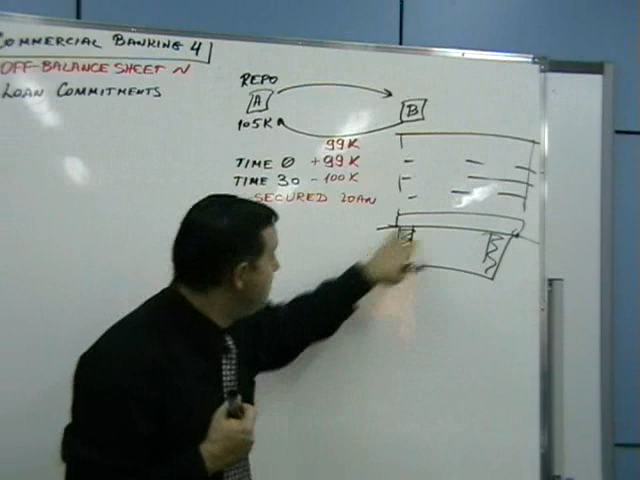 COMMERCIAL BANKING 4
OFF-BALANCE SHEET N
LOAN COMMITMENTS
REPO
A
B
105K
99K
TIME 0 +99K
TIME 30 -100K
SECURED LOAN